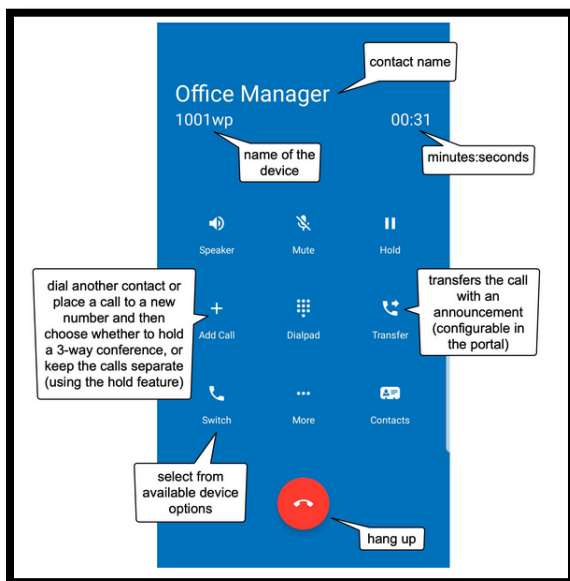 contact name
Office Manager
1001wp
00:31
name of the
device
minutes:seconds
Speaker
Mute
Hold
dial another contact or
place a call to a new
number and then
choose whether to hold
a 3-way conference, or
keep the calls separate
(using the hold feature)
Add Call
Dialpad
Transfer
transfers the call
with an
announcement
(configurable in
the portal)
Switch
More
Contacts
select from
available device
options
hang up